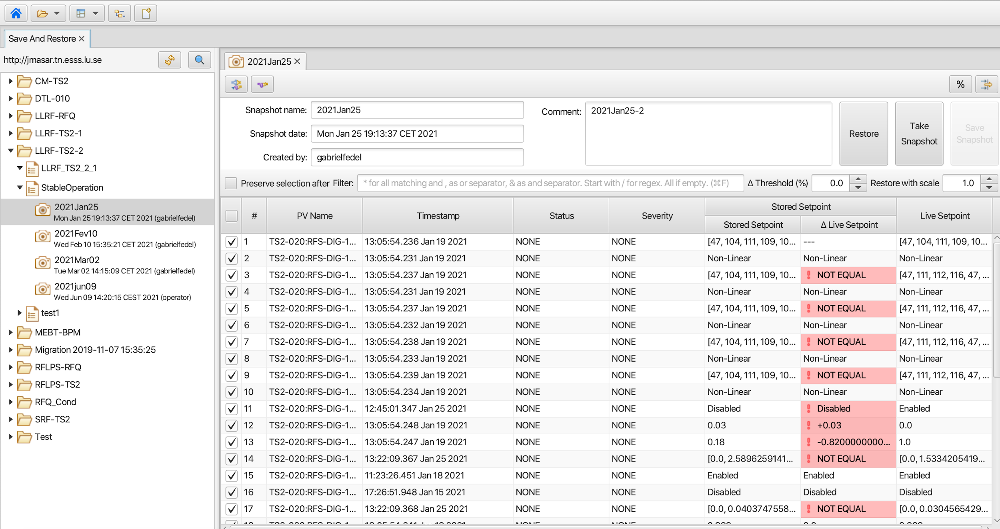 Save And Restore
http://jmasar.tn.esss.lu.se
CM-TS2
DTL-010
LLRF-RFQ
LLRF-TS2-1
LLRF-TS2-2
LLRF_TS2_2_1
StableOperation
2021Jan25
Mon Jan 25 19:13:37 CET 2021 (gabrielfedel)
2021Fev10
Wed Feb 10 15:35:21 CET 2021 (gabrielfedel)
2021Mar02
Tue Mar 02 14:15:09 CET 2021 (gabrielfedel)
2021jun09
Wed Jun 09 14:20:15 CEST 2021 (operator)
test1
MEBT-BPM
Migration 2019-11-07 15:35:25
RFLPS-RFQ
RFLPS-TS2
RFQ_Cond
SRF-TS2
Test
2021Jan25
%
Snapshot name: 2021Jan25
Snapshot date: Mon Jan 25 19:13:37 CET 2021
Created by: gabrielfedel
Comment: 2021Jan25-2
Restore
Take
Snapshot
Save
Snapshot
Preserve selection after Filter: * for all matching and , as or separator, & as and separator. Start with / for regex. All if empty. (⌘F) Δ Threshold (%) 0.0 Restore with scale 1.0
# PV Name Timestamp Status Severity Stored Setpoint Live Setpoint
Stored Setpoint Δ Live Setpoint
1 TS2-020:RFS-DIG-1... 13:05:54.236 Jan 19 2021 NONE NONE [47, 104, 111, 109, 10... --- [47, 104, 111, 109, 10...
2 TS2-020:RFS-DIG-1... 13:05:54.231 Jan 19 2021 NONE NONE Non-Linear Non-Linear Non-Linear
3 TS2-020:RFS-DIG-1... 13:05:54.237 Jan 19 2021 NONE NONE [47, 104, 111, 109, 10... NOT EQUAL [47, 111, 112, 116, 47, ...
4 TS2-020:RFS-DIG-1... 13:05:54.231 Jan 19 2021 NONE NONE Non-Linear Non-Linear Non-Linear
5 TS2-020:RFS-DIG-1... 13:05:54.237 Jan 19 2021 NONE NONE [47, 104, 111, 109, 10... NOT EQUAL [47, 111, 112, 116, 47, ...
6 TS2-020:RFS-DIG-1... 13:05:54.232 Jan 19 2021 NONE NONE Non-Linear Non-Linear Non-Linear
7 TS2-020:RFS-DIG-1... 13:05:54.238 Jan 19 2021 NONE NONE [47, 104, 111, 109, 10... NOT EQUAL [47, 111, 112, 116, 47, ...
8 TS2-020:RFS-DIG-1... 13:05:54.233 Jan 19 2021 NONE NONE Non-Linear Non-Linear Non-Linear
9 TS2-020:RFS-DIG-1... 13:05:54.239 Jan 19 2021 NONE NONE [47, 104, 111, 109, 10... NOT EQUAL [47, 111, 112, 116, 47, ...
10 TS2-020:RFS-DIG-1... 13:05:54.234 Jan 19 2021 NONE NONE Non-Linear Non-Linear Non-Linear
11 TS2-020:RFS-DIG-1... 12:45:01.347 Jan 25 2021 NONE NONE Disabled Disabled Enabled
12 TS2-020:RFS-DIG-1... 13:05:54.248 Jan 19 2021 NONE NONE 0.03 +0.03 0.0
13 TS2-020:RFS-DIG-1... 13:05:54.247 Jan 19 2021 NONE NONE 0.18 -0.8200000000... 1.0
14 TS2-020:RFS-DIG-1... 13:22:09.367 Jan 25 2021 NONE NONE [0.0, 2.5896259141... NOT EQUAL [0.0, 1.5334205419...
15 TS2-020:RFS-DIG-1... 11:23:26.451 Jan 18 2021 NONE NONE Enabled Enabled Enabled
16 TS2-020:RFS-DIG-1... 17:26:51.948 Jan 15 2021 NONE NONE Disabled Disabled Disabled
17 TS2-020:RFS-DIG-1... 13:22:09.368 Jan 25 2021 NONE NONE [0.0, 0.0403747558... NOT EQUAL [0.0, 0.0304565429...